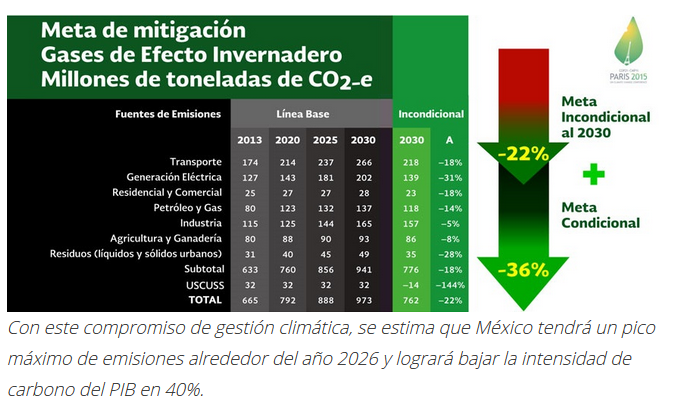 Meta de mitigación
Gases de Efecto Invernadero
Millones de toneladas de CO2-e
Fuentes de Emisiones Línea Base Incondicional
2013 2020 2025 2030 2030 A
Transporte 174 214 237 266 218 –18%
Generación Eléctrica 127 143 181 202 139 –31%
Residencial y Comercial 25 27 27 28 23 –18%
Petróleo y Gas 80 123 132 137 118 –14%
Industria 115 125 144 165 157 –5%
Agricultura y Ganadería 80 88 90 93 86 –8%
Residuos (líquidos y sólidos urbanos) 31 40 45 49 35 –28%
Subtotal 633 760 856 941 776 –18%
USCUSS 32 32 32 32 –14 –144%
TOTAL 665 792 888 973 762 –22%
PARIS 2015
Meta
Incondicional
al 2030
-22%
+
Meta
Condicional
-36%
Con este compromiso de gestión climática, se estima que México tendrá un pico
máximo de emisiones alrededor del año 2026 y logrará bajar la intensidad de
carbono del PIB en 40%.